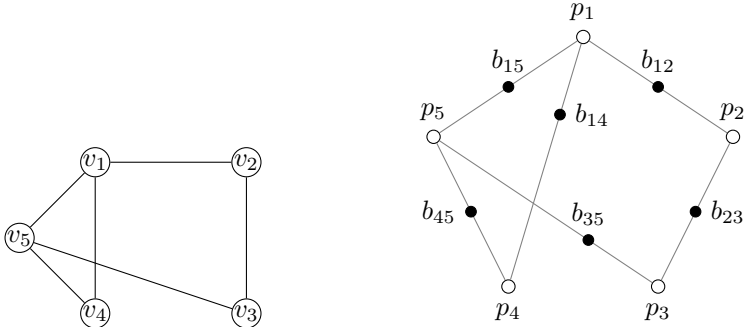 p₁
b₁₅
b₁₂
p₅
b₁₄
p₂
v₁
v₂
b₄₅
b₃₅
b₂₃
v₅
v₄
v₃
p₄
p₃